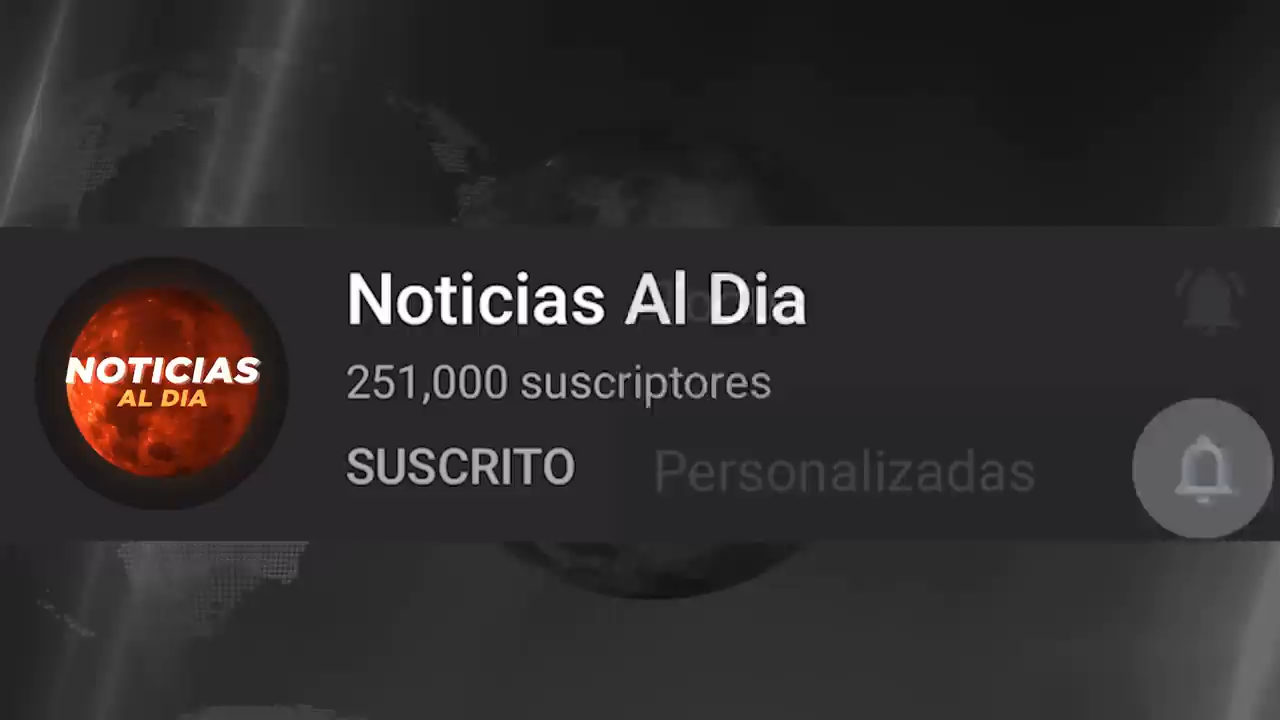 NOTICIAS
AL DIA
Noticias Al Dia
251,000 suscriptores
SUSCRITO
Personalizadas